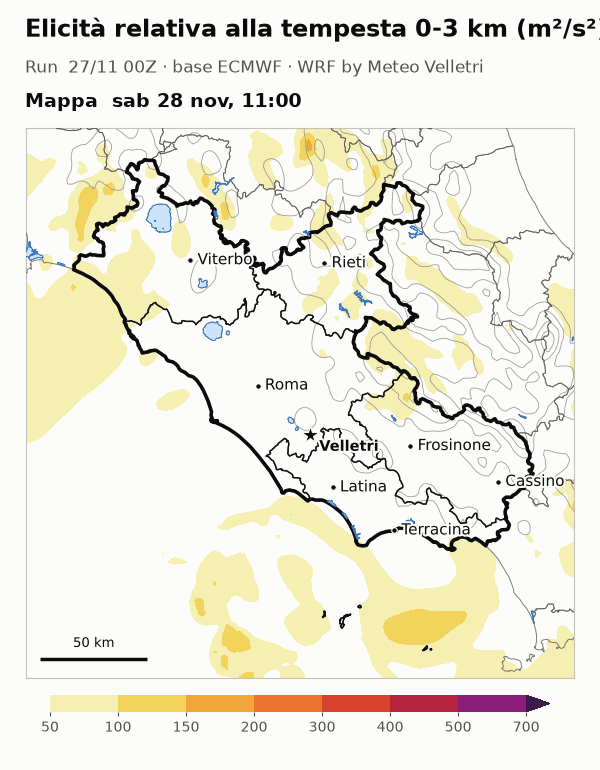 Elicità relativa alla tempesta 0-3 km (m²/s²)
Run  27/11 00Z · base ECMWF · WRF by Meteo Velletri
Mappa  sab 28 nov, 11:00
Viterbo
Rieti
Roma
Velletri
Frosinone
Cassino
Latina
Terracina
50 km
50 100 150 200 300 400 500 700